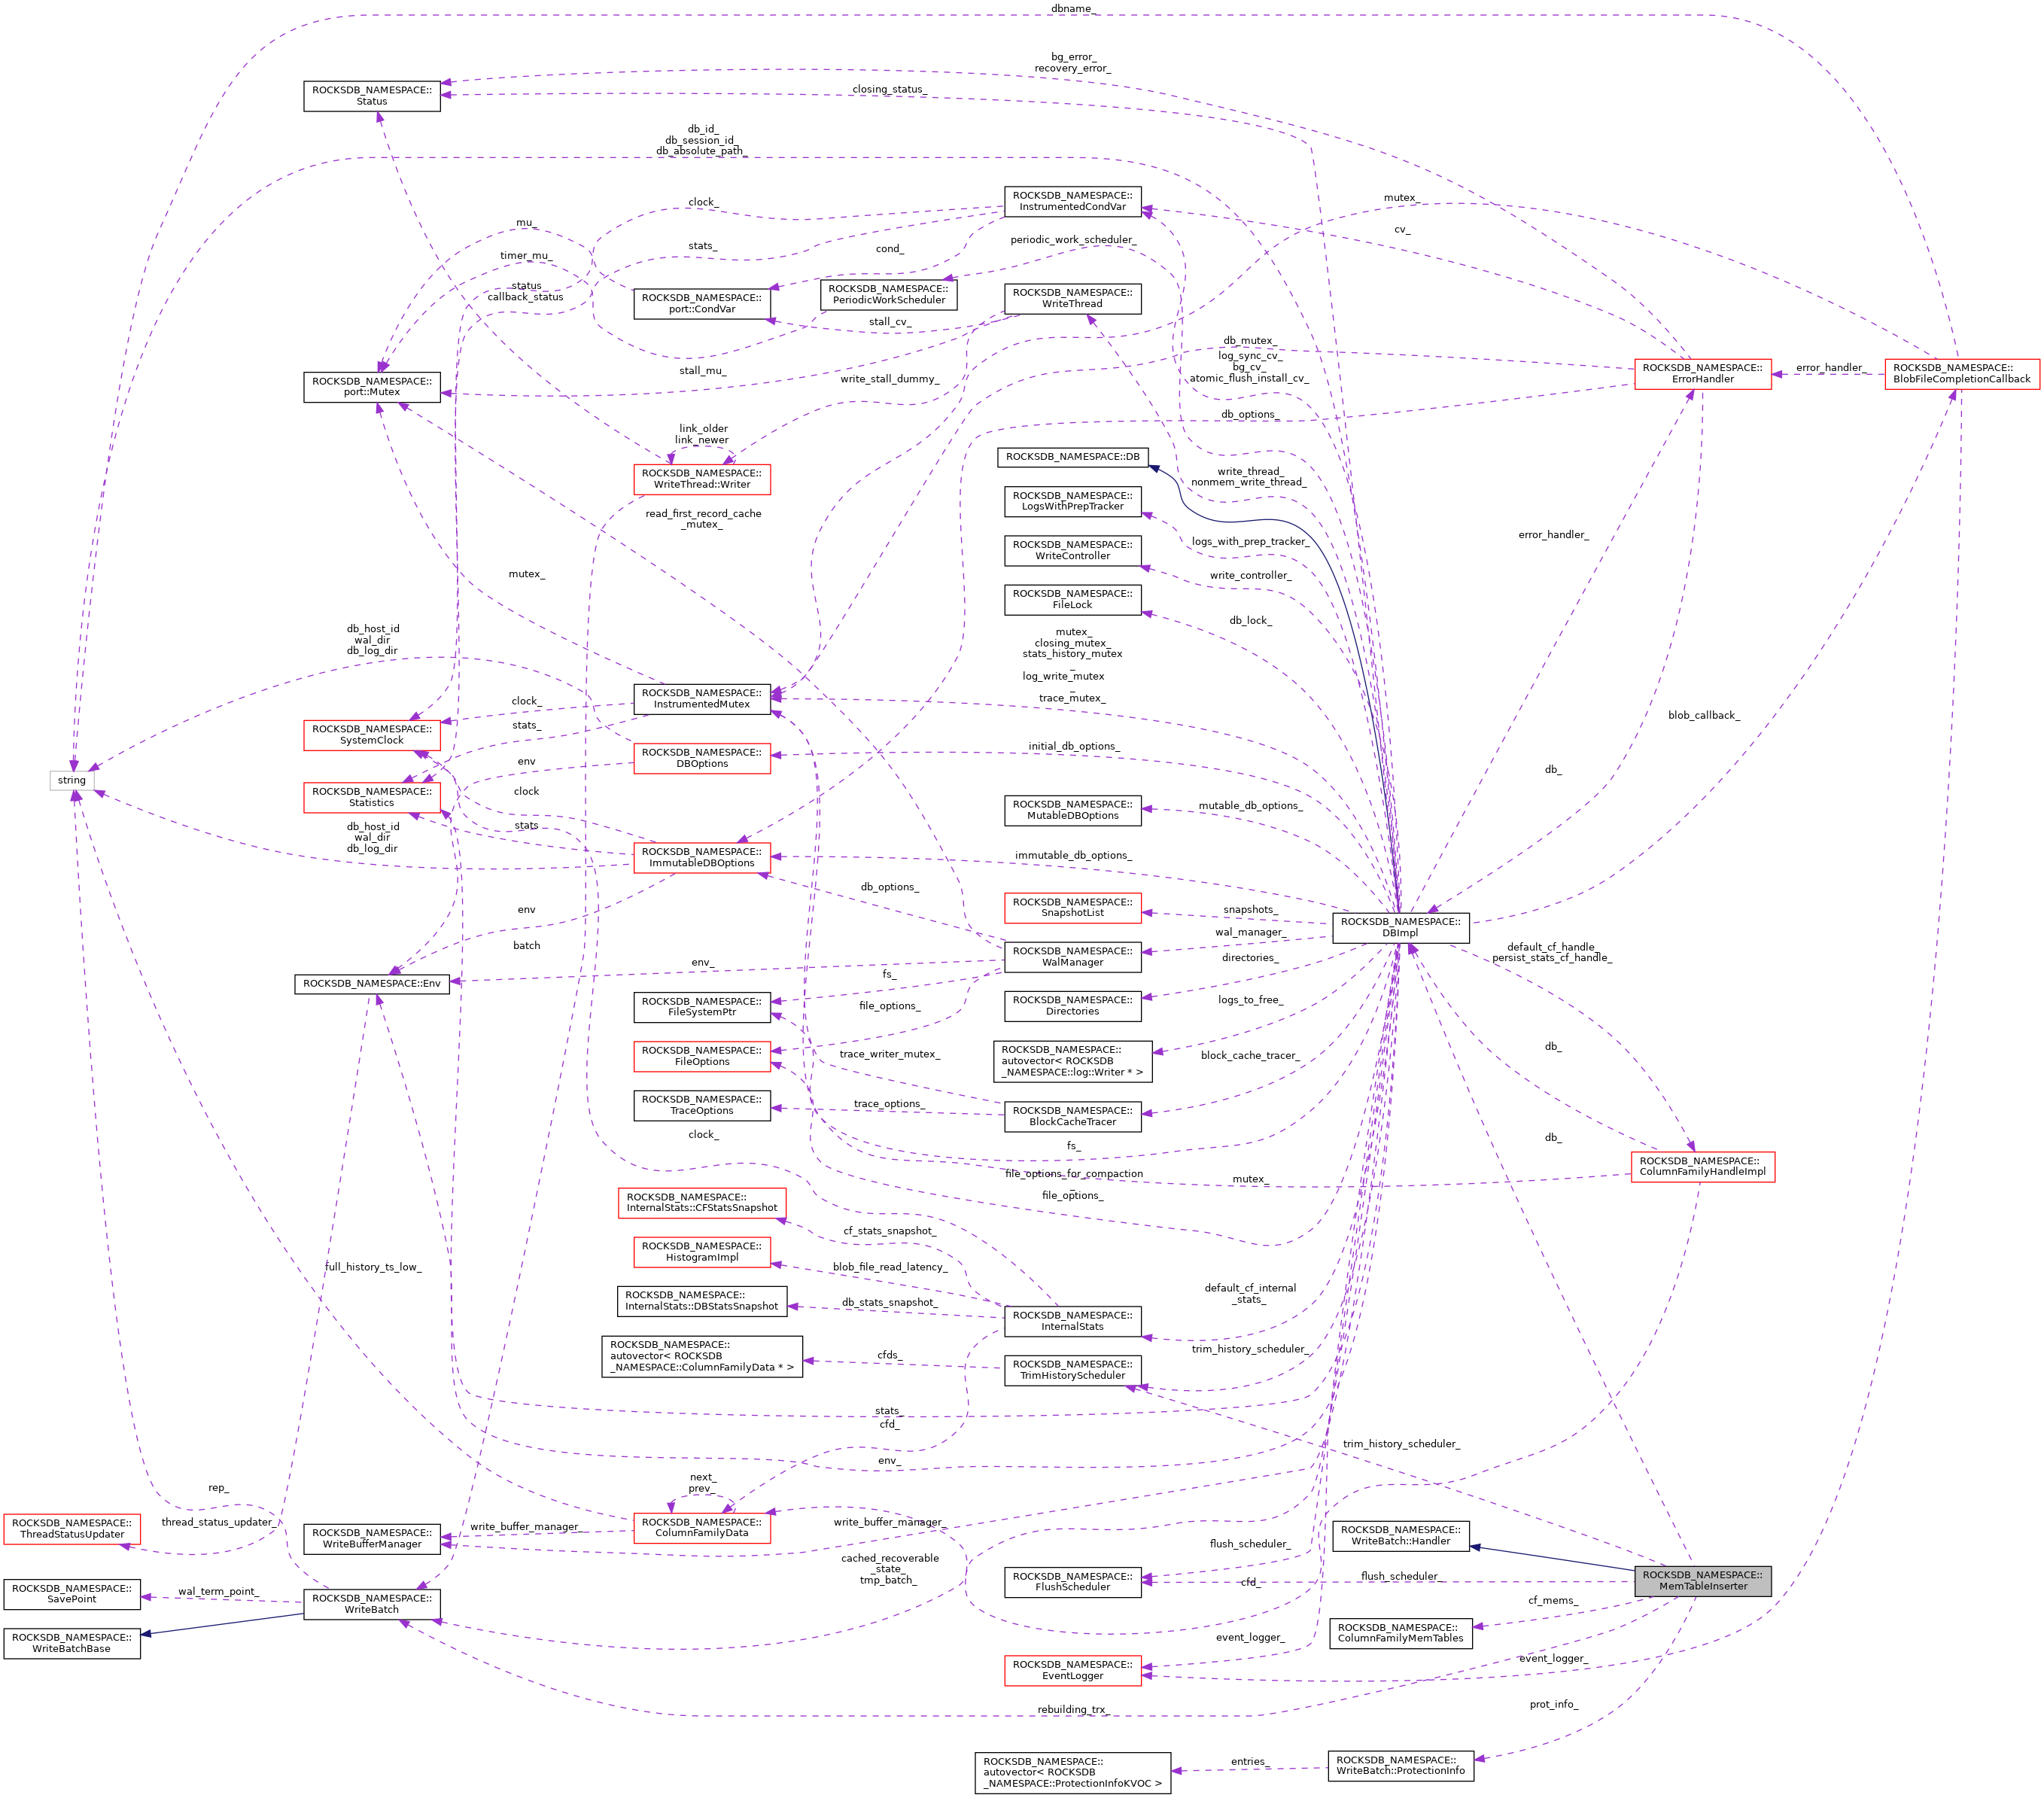 dbname_
bg_error_
recovery_error_
ROCKSDB_NAMESPACE::
Status
closing_status_
db_id_
db_session_id_
db_absolute_path_
ROCKSDB_NAMESPACE::
InstrumentedCondVar
clock_
mutex_
mu_
cv_
stats_
cond_
periodic_work_scheduler_
timer_mu_
status
callback_status
ROCKSDB_NAMESPACE::
port::CondVar
ROCKSDB_NAMESPACE::
PeriodicWorkScheduler
ROCKSDB_NAMESPACE::
WriteThread
stall_cv_
db_mutex_
log_sync_cv_
bg_cv_
atomic_flush_install_cv_
ROCKSDB_NAMESPACE::
port::Mutex
stall_mu_
write_stall_dummy_
ROCKSDB_NAMESPACE::
ErrorHandler
error_handler_
ROCKSDB_NAMESPACE::
BlobFileCompletionCallback
db_options_
link_older
link_newer
ROCKSDB_NAMESPACE::
WriteThread::Writer
ROCKSDB_NAMESPACE::DB
write_thread_
nonmem_write_thread_
ROCKSDB_NAMESPACE::
LogsWithPrepTracker
read_first_record_cache
_mutex_
ROCKSDB_NAMESPACE::
WriteController
logs_with_prep_tracker_
error_handler_
mutex_
write_controller_
ROCKSDB_NAMESPACE::
FileLock
db_lock_
db_host_id
wal_dir
db_log_dir
mutex_
closing_mutex_
stats_history_mutex
_
log_write_mutex
_
trace_mutex_
ROCKSDB_NAMESPACE::
InstrumentedMutex
clock_
stats_
blob_callback_
ROCKSDB_NAMESPACE::
SystemClock
ROCKSDB_NAMESPACE::
DBOptions
initial_db_options_
env
db_
string
ROCKSDB_NAMESPACE::
Statistics
clock
ROCKSDB_NAMESPACE::
MutableDBOptions
mutable_db_options_
db_host_id
wal_dir
db_log_dir
stats
ROCKSDB_NAMESPACE::
ImmutableDBOptions
immutable_db_options_
db_options_
env
ROCKSDB_NAMESPACE::
SnapshotList
snapshots_
ROCKSDB_NAMESPACE::
DBImpl
batch
wal_manager_
default_cf_handle_
persist_stats_cf_handle_
ROCKSDB_NAMESPACE::
WalManager
directories_
ROCKSDB_NAMESPACE::Env
env_
fs_
ROCKSDB_NAMESPACE::
FileSystemPtr
file_options_
ROCKSDB_NAMESPACE::
Directories
logs_to_free_
ROCKSDB_NAMESPACE::
FileOptions
trace_writer_mutex_
ROCKSDB_NAMESPACE::
autovector< ROCKSDB
_NAMESPACE::log::Writer * >
block_cache_tracer_
db_
ROCKSDB_NAMESPACE::
TraceOptions
trace_options_
ROCKSDB_NAMESPACE::
BlockCacheTracer
clock_
fs_
db_
ROCKSDB_NAMESPACE::
ColumnFamilyHandleImpl
file_options_for_compaction
_
mutex_
file_options_
ROCKSDB_NAMESPACE::
InternalStats::CFStatsSnapshot
cf_stats_snapshot_
ROCKSDB_NAMESPACE::
HistogramImpl
full_history_ts_low_
blob_file_read_latency_
ROCKSDB_NAMESPACE::
InternalStats::DBStatsSnapshot
db_stats_snapshot_
default_cf_internal
_stats_
ROCKSDB_NAMESPACE::
InternalStats
ROCKSDB_NAMESPACE::
autovector< ROCKSDB
_NAMESPACE::ColumnFamilyData * >
cfds_
ROCKSDB_NAMESPACE::
TrimHistoryScheduler
trim_history_scheduler_
stats_
cfd_
trim_history_scheduler_
env_
next_
prev_
rep_
thread_status_updater_
ROCKSDB_NAMESPACE::
ThreadStatusUpdater
ROCKSDB_NAMESPACE::
WriteBufferManager
write_buffer_manager_
ROCKSDB_NAMESPACE::
ColumnFamilyData
write_buffer_manager_
ROCKSDB_NAMESPACE::
WriteBatch::Handler
flush_scheduler_
cached_recoverable
_state_
tmp_batch_
ROCKSDB_NAMESPACE::
FlushScheduler
cfd_
flush_scheduler_
ROCKSDB_NAMESPACE::
MemTableInserter
ROCKSDB_NAMESPACE::
SavePoint
wal_term_point_
ROCKSDB_NAMESPACE::
WriteBatch
cf_mems_
ROCKSDB_NAMESPACE::
WriteBatchBase
event_logger_
ROCKSDB_NAMESPACE::
ColumnFamilyMemTables
ROCKSDB_NAMESPACE::
EventLogger
event_logger_
rebuilding_trx_
prot_info_
ROCKSDB_NAMESPACE::
autovector< ROCKSDB
_NAMESPACE::ProtectionInfoKVOC >
entries_
ROCKSDB_NAMESPACE::
WriteBatch::ProtectionInfo